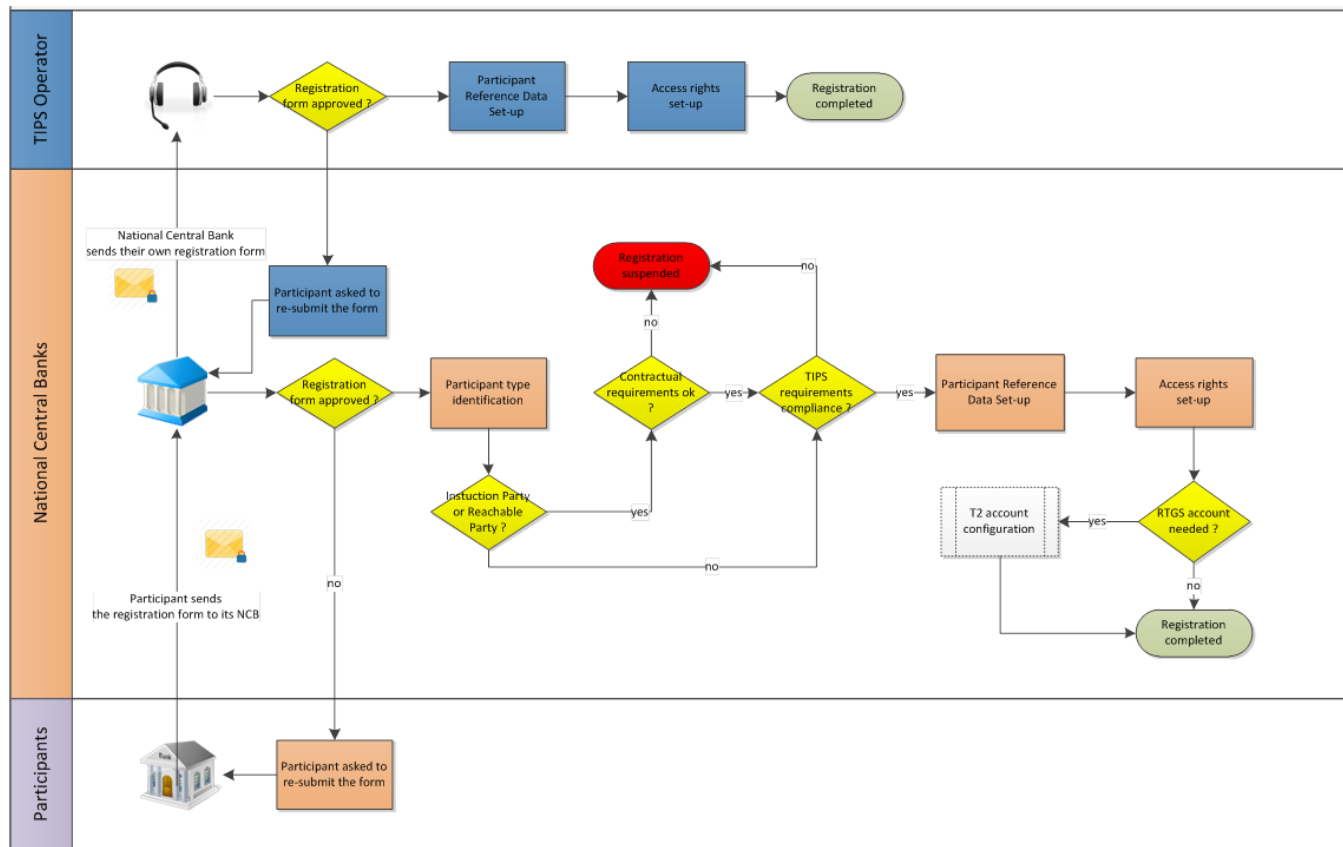 TIPS Operator
Registration
form approved ?
Participant
Reference Data
Set-up
Access rights
set-up
Registration
completed
National Central Banks
National Central Bank
sends their own registration form
Participant asked to
re-submit the form
Registration
suspended
no
no
Registration
form approved ?
Participant type
identification
Contractual
requirements ok
?
yes
TIPS
requirements
compliance ?
yes
Participant Reference
Data Set-up
Access rights
set-up
Instuction Party
or Reachable
Party ?
yes
no
T2 account
configuration
yes
RTGS account
needed ?
no
no
Participant sends
the registration form to its NCB
Registration
completed
Participants
Bank
Participant asked to
re-submit the form